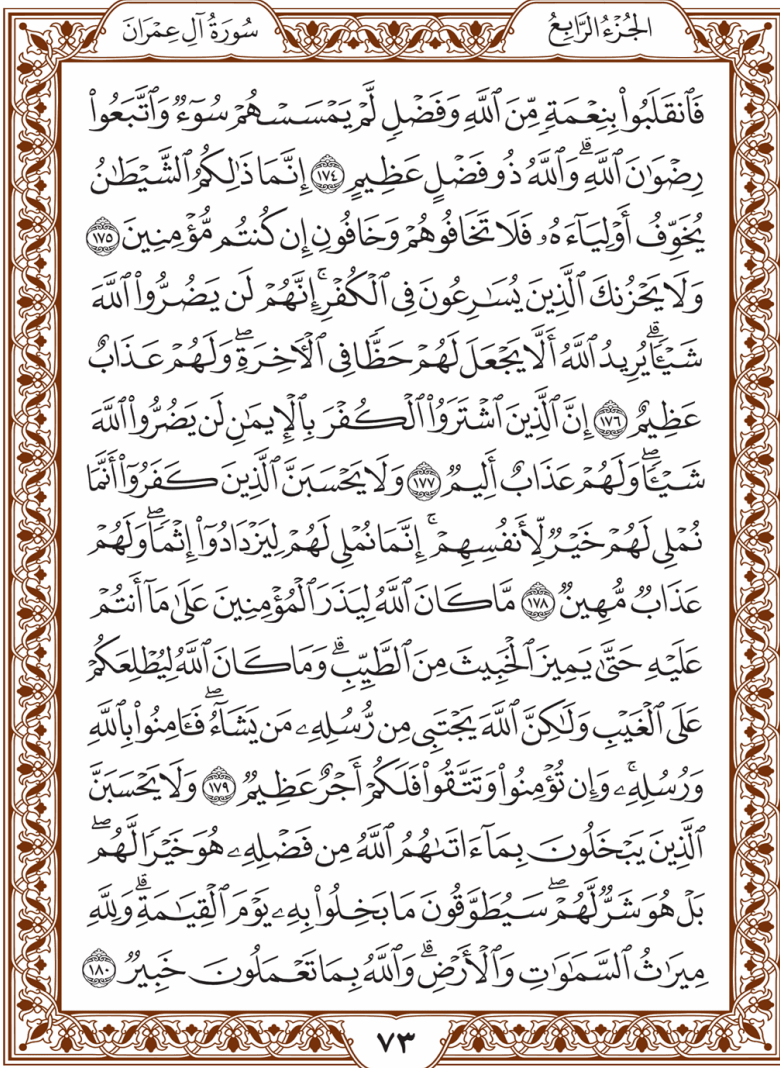 سُورَةُ آلِ عِمْرَانَ
الجُزْءُ الرَّابِعُ
فَٱنقَلَبُوا۟ بِنِعْمَةٍ مِّنَ ٱللَّهِ وَفَضْلٍ لَّمْ يَمْسَسْهُمْ سُوٓءٌ وَٱتَّبَعُوا۟
رِضْوَٰنَ ٱللَّهِ ۗ وَٱللَّهُ ذُو فَضْلٍ عَظِيمٍ ١٧٤ إِنَّمَا ذَٰلِكُمُ ٱلشَّيْطَٰنُ
يُخَوِّفُ أَوْلِيَآءَهُۥ فَلَا تَخَافُوهُمْ وَخَافُونِ إِن كُنتُم مُّؤْمِنِينَ ١٧٥
وَلَا يَحْزُنكَ ٱلَّذِينَ يُسَٰرِعُونَ فِى ٱلْكُفْرِ ۚ إِنَّهُمْ لَن يَضُرُّوا۟ ٱللَّهَ
شَيْـًٔا ۗ يُرِيدُ ٱللَّهُ أَلَّا يَجْعَلَ لَهُمْ حَظًّا فِى ٱلْـَٔاخِرَةِ ۖ وَلَهُمْ عَذَابٌ
عَظِيمٌ ١٧٦ إِنَّ ٱلَّذِينَ ٱشْتَرَوُا۟ ٱلْكُفْرَ بِٱلْإِيمَٰنِ لَن يَضُرُّوا۟ ٱللَّهَ
شَيْـًٔا ۖ وَلَهُمْ عَذَابٌ أَلِيمٌ ١٧٧ وَلَا يَحْسَبَنَّ ٱلَّذِينَ كَفَرُوٓا۟ أَنَّمَا
نُمْلِى لَهُمْ خَيْرٌ لِّأَنفُسِهِمْ ۚ إِنَّمَا نُمْلِى لَهُمْ لِيَزْدَادُوٓا۟ إِثْمًا ۖ وَلَهُمْ
عَذَابٌ مُّهِينٌ ١٧٨ مَّا كَانَ ٱللَّهُ لِيَذَرَ ٱلْمُؤْمِنِينَ عَلَىٰ مَآ أَنتُمْ
عَلَيْهِ حَتَّىٰ يَمِيزَ ٱلْخَبِيثَ مِنَ ٱلطَّيِّبِ ۗ وَمَا كَانَ ٱللَّهُ لِيُطْلِعَكُمْ
عَلَى ٱلْغَيْبِ وَلَٰكِنَّ ٱللَّهَ يَجْتَبِى مِن رُّسُلِهِۦ مَن يَشَآءُ ۖ فَـَٔامِنُوا۟ بِٱللَّهِ
وَرُسُلِهِۦ ۚ وَإِن تُؤْمِنُوا۟ وَتَتَّقُوا۟ فَلَكُمْ أَجْرٌ عَظِيمٌ ١٧٩ وَلَا يَحْسَبَنَّ
ٱلَّذِينَ يَبْخَلُونَ بِمَآ ءَاتَىٰهُمُ ٱللَّهُ مِن فَضْلِهِۦ هُوَ خَيْرًا لَّهُم ۖ
بَلْ هُوَ شَرٌّ لَّهُمْ ۖ سَيُطَوَّقُونَ مَا بَخِلُوا۟ بِهِۦ يَوْمَ ٱلْقِيَٰمَةِ ۗ وَلِلَّهِ
مِيرَٰثُ ٱلسَّمَٰوَٰتِ وَٱلْأَرْضِ ۗ وَٱللَّهُ بِمَا تَعْمَلُونَ خَبِيرٌ ١٨٠
٧٣